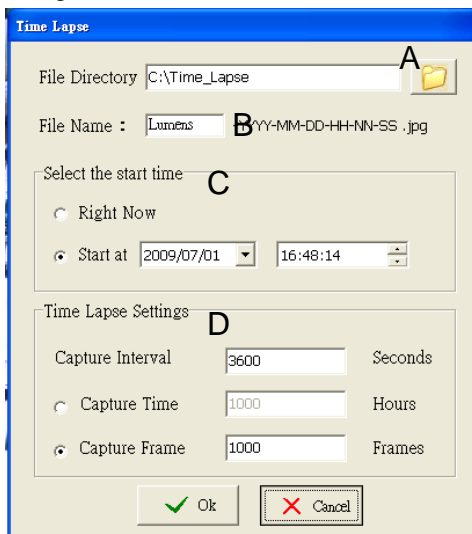 Time Lapse
A
File Directory C:\Time_Lapse
File Name : Lumens B YY-MM-DD-HH-NN-SS .jpg
Select the start time C
Right Now
Start at 2009/07/01 16:48:14
Time Lapse Settings D
Capture Interval 3600 Seconds
Capture Time 1000 Hours
Capture Frame 1000 Frames
Ok Cancel